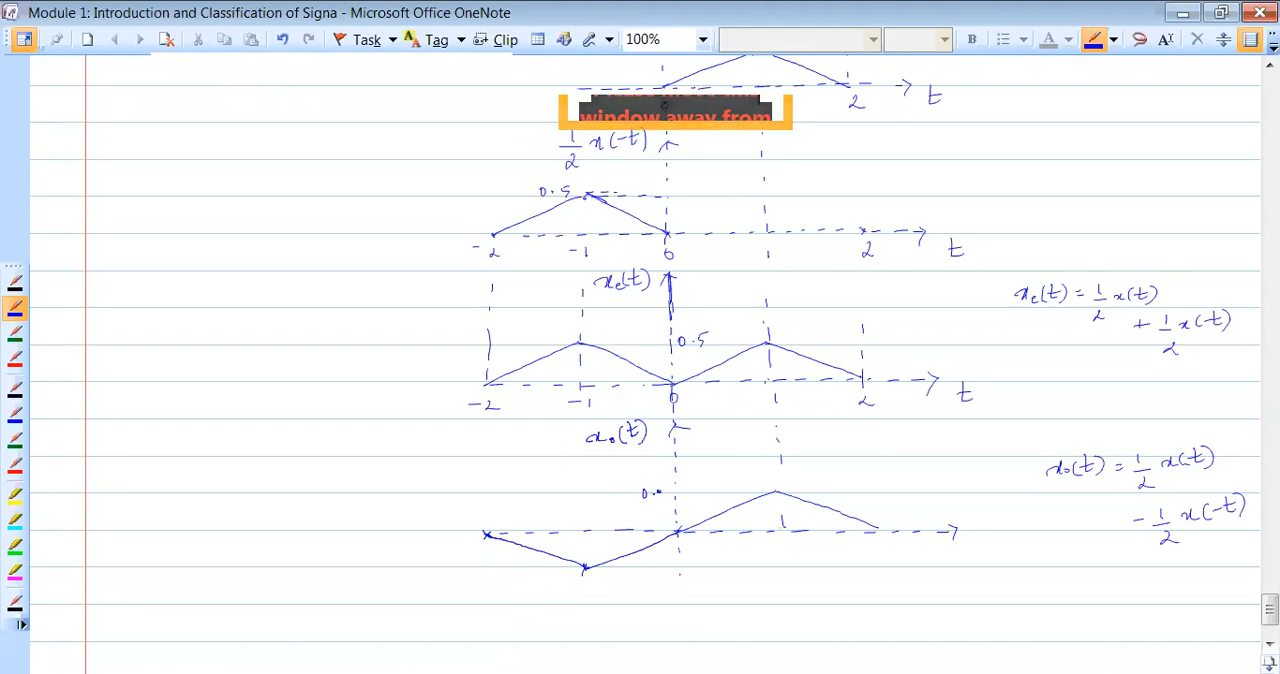 Module 1: Introduction and Classification of Signa - Microsoft Office OneNote
Task Tag Clip 100% B A
2 t
window away from
1/2 x(-t)
0.5
-2 -1 0 1 2 t
xe(t)
xe(t) = 1/2 x(t)
+ 1/2 x(-t)
0.5
-2 -1 0 1 2 t
xo(t)
xo(t) = 1/2 x(t)
- 1/2 x(-t)
0.
1